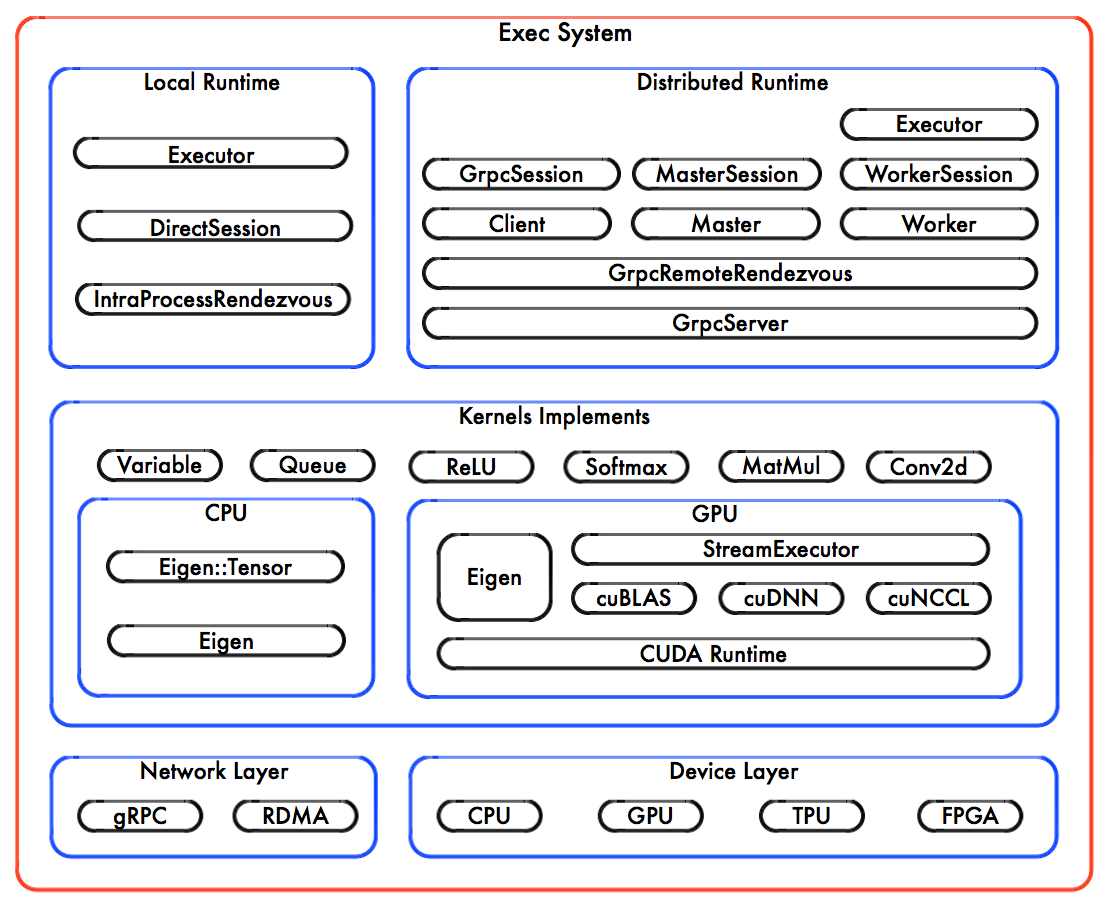 Exec System
Local Runtime
Executor
DirectSession
IntraProcessRendezvous
Distributed Runtime
Executor
GrpcSession
MasterSession
WorkerSession
Client
Master
Worker
GrpcRemoteRendezvous
GrpcServer
Kernels Implements
Variable
Queue
ReLU
Softmax
MatMul
Conv2d
CPU
Eigen::Tensor
Eigen
GPU
Eigen
StreamExecutor
cuBLAS
cuDNN
cuNCCL
CUDA Runtime
Network Layer
gRPC
RDMA
Device Layer
CPU
GPU
TPU
FPGA